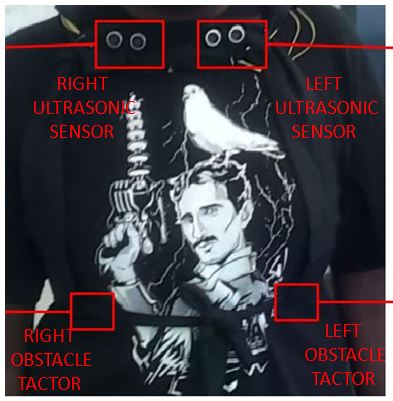 RIGHT
ULTRASONIC
SENSOR
LEFT
ULTRASONIC
SENSOR
RIGHT
OBSTACLE
TACTOR
LEFT
OBSTACLE
TACTOR